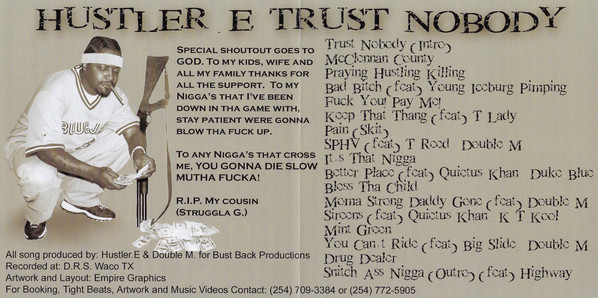 HUSTLER.E TRUST NOBODY
SPECIAL SHOUTOUT GOES TO
GOD. TO MY KIDS, WIFE AND
ALL MY FAMILY THANKS FOR
ALL THE SUPPORT. TO MY
NIGGA'S THAT I'VE BEEN
DOWN IN THA GAME WITH,
STAY PATIENT WERE GONNA
BLOW THA FUCK UP.
TO ANY NIGGA'S THAT CROSS
ME, YOU GONNA DIE SLOW
MUTHA FUCKA!
R.I.P. MY COUSIN
(STRUGGLA G.)
BLUEJ
Trust Nobody (Intro)
McClennan County
Praying Hustling Killing
Bad Bitch (feat) Young Iceburg Pimping
Fuck You! Pay Me!
Keep That Thang (feat) T Lady
Pain (Skit)
SPHV (feat) T Reed Double M
It.s That Nigga
Better Place (feat) Quietus Khan Duke Blue
Bless Tha Child
Moma Strong Daddy Gone (feat) Double M
Sireens (feat) Quietus Khan K T Kool
Mint Green
You Can.t Ride (feat) Big Slide Double M
Drug Dealer
Snitch Ass Nigga (Outro) (feat) Highway
All song produced by: Hustler.E & Double M. for Bust Back Productions
Recorded at: D.R.S. Waco TX
Artwork and Layout: Empire Graphics
For Booking, Tight Beats, Artwork and Music Videos Contact: (254) 709-3384 or (254) 772-5905